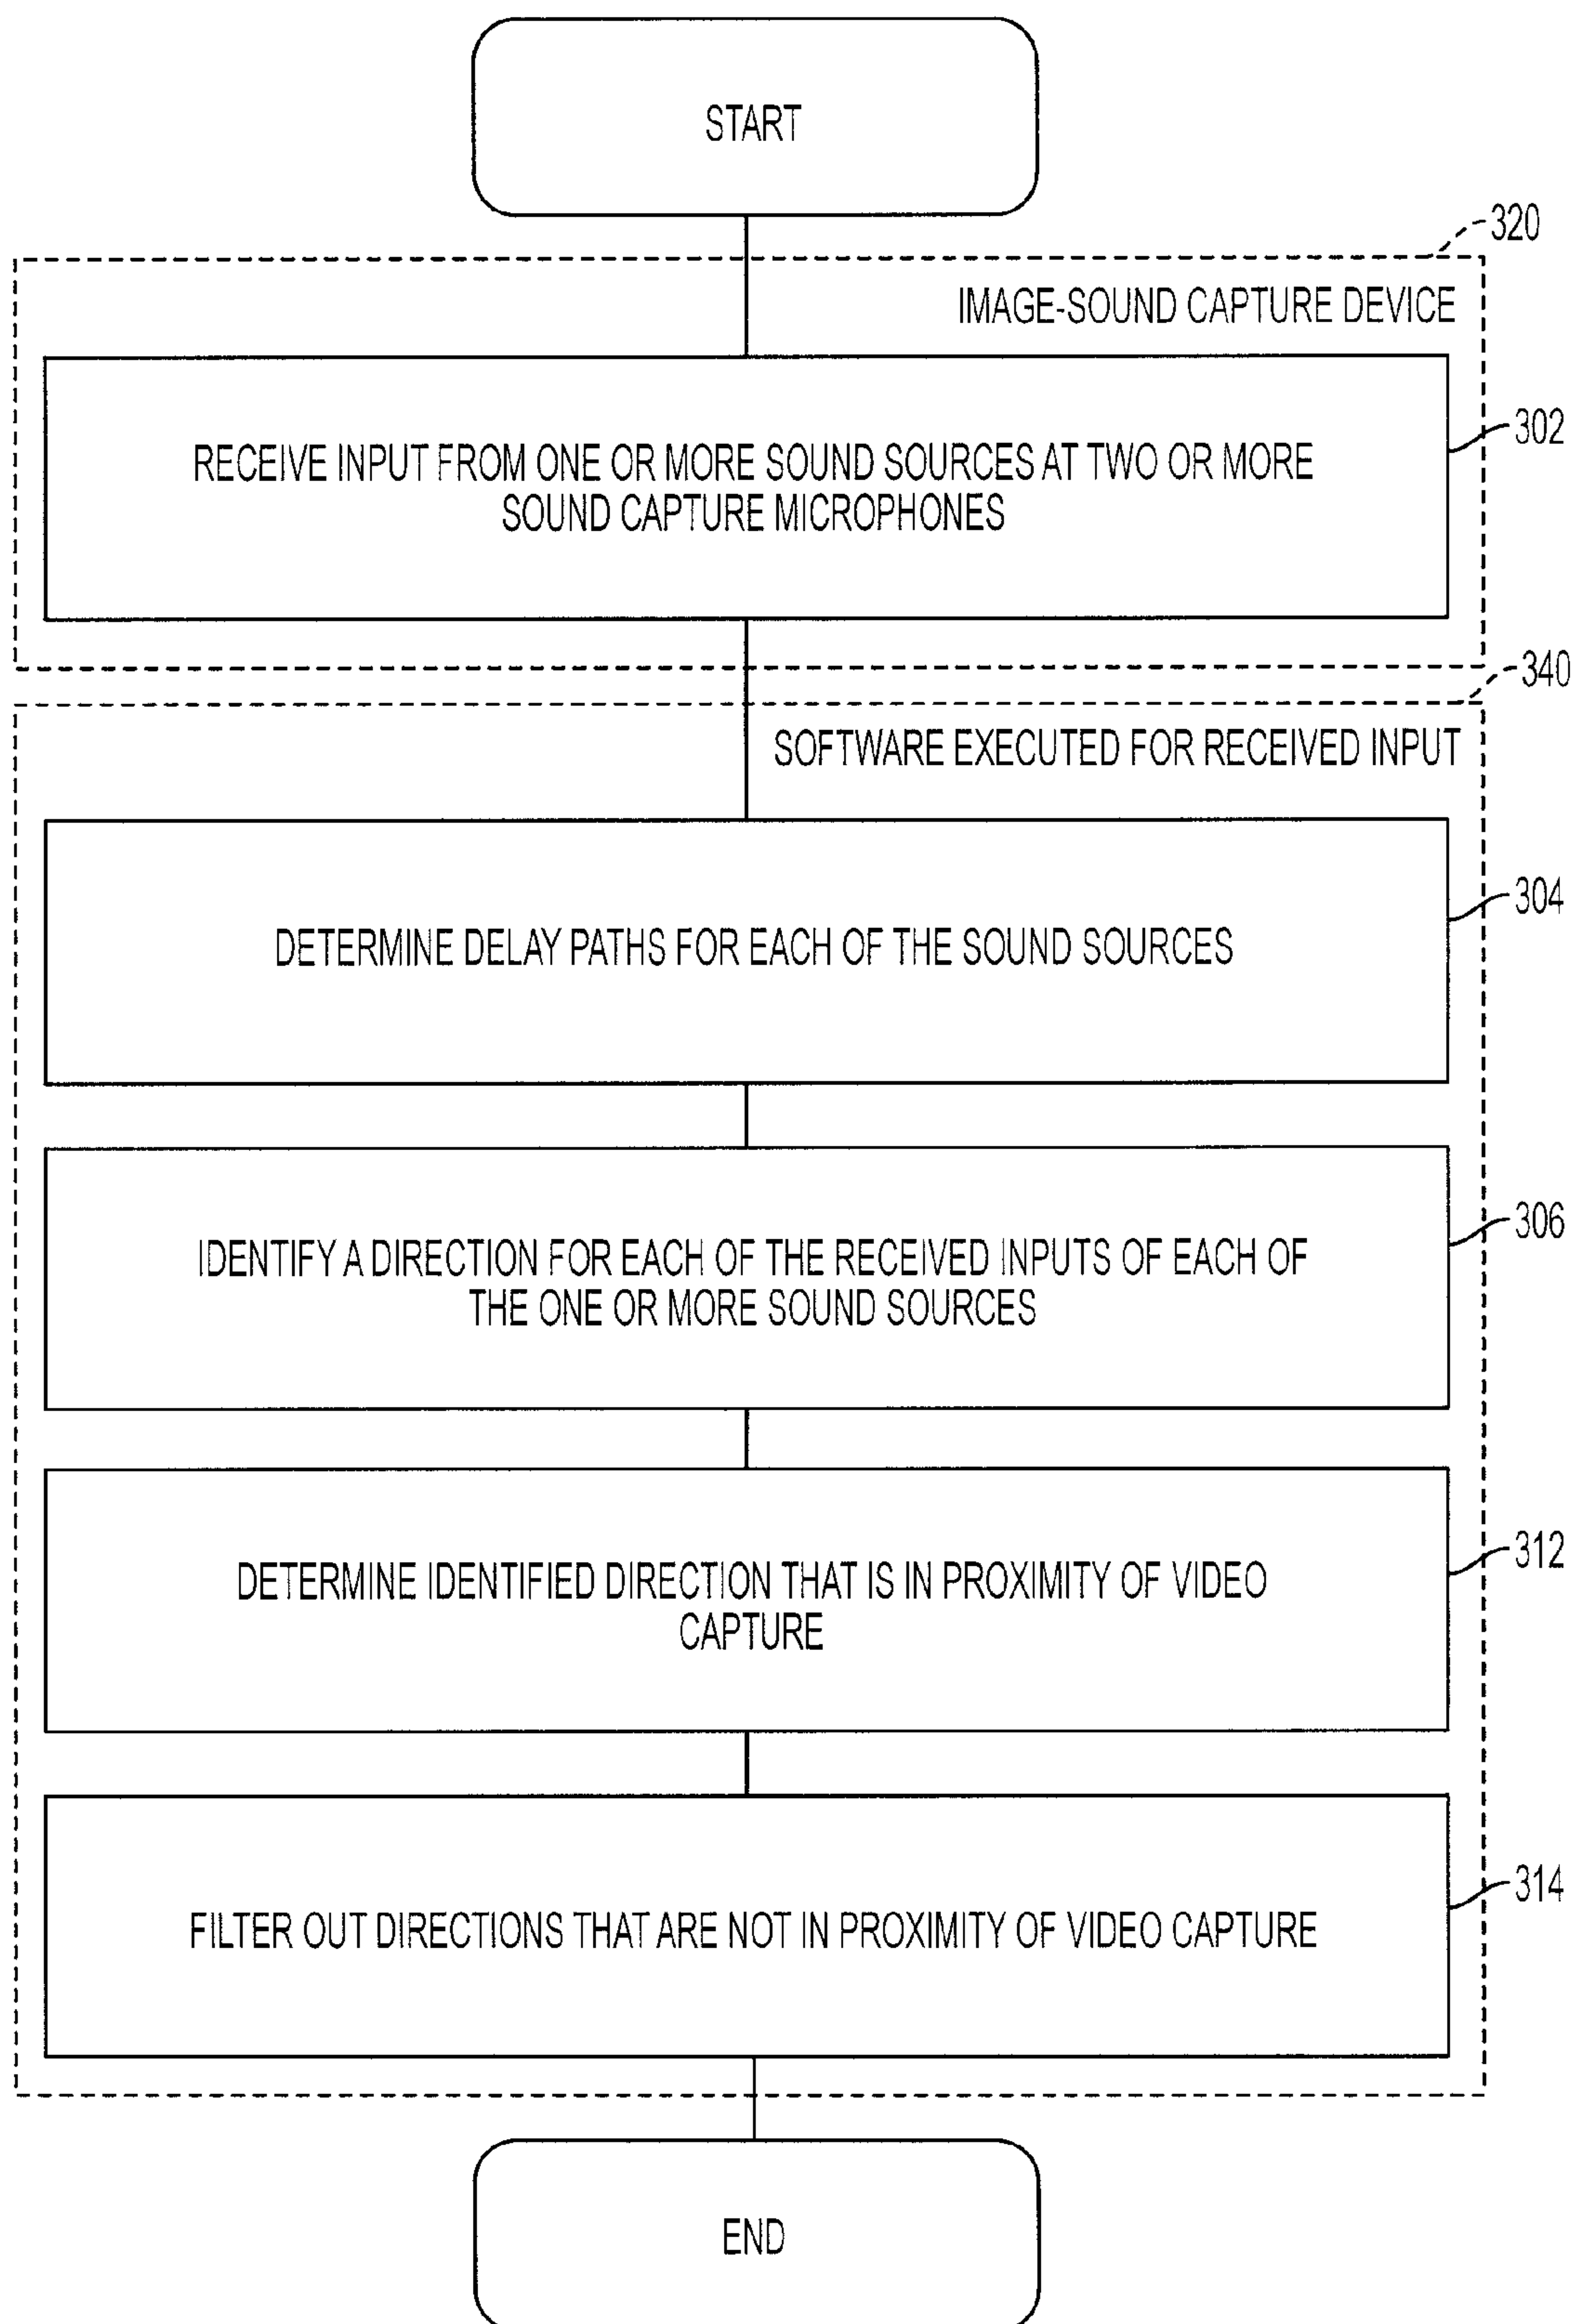 START
320
IMAGE-SOUND CAPTURE DEVICE
302
RECEIVE INPUT FROM ONE OR MORE SOUND SOURCES AT TWO OR MORE
SOUND CAPTURE MICROPHONES
340
SOFTWARE EXECUTED FOR RECEIVED INPUT
304
DETERMINE DELAY PATHS FOR EACH OF THE SOUND SOURCES
306
IDENTIFY A DIRECTION FOR EACH OF THE RECEIVED INPUTS OF EACH OF
THE ONE OR MORE SOUND SOURCES
312
DETERMINE IDENTIFIED DIRECTION THAT IS IN PROXIMITY OF VIDEO
CAPTURE
314
FILTER OUT DIRECTIONS THAT ARE NOT IN PROXIMITY OF VIDEO CAPTURE
END